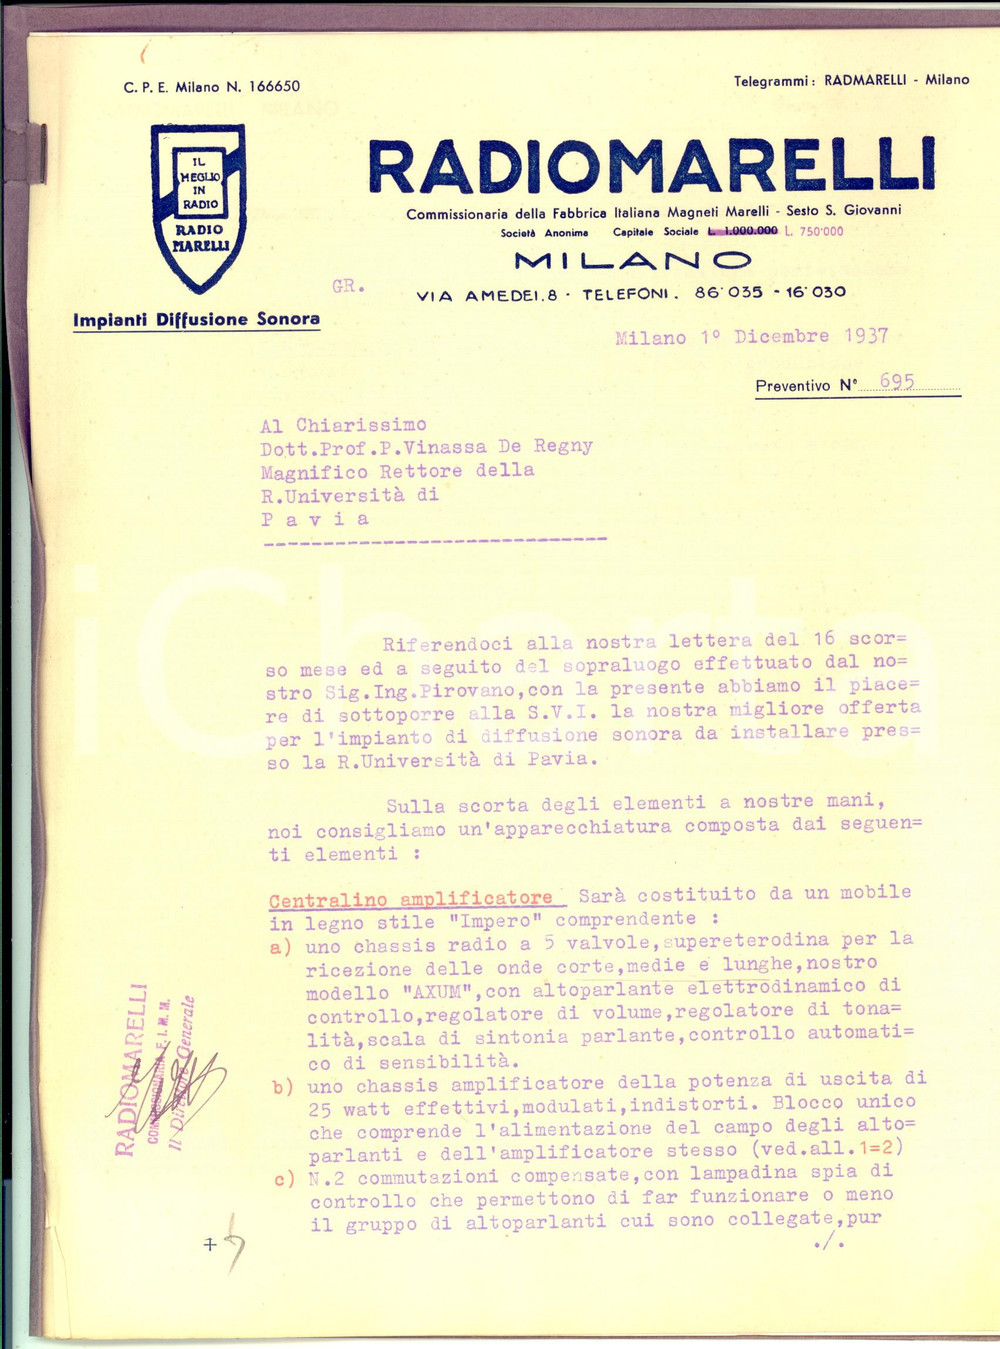 C. P. E. Milano N. 166650
Telegrammi: RADMARELLI - Milano
IL
MEGLIO
IN
RADIO
RADIO
MARELLI
RADIOMARELLI
Commissionaria della Fabbrica Italiana Magneti Marelli - Sesto S. Giovanni
Società Anonima Capitale Sociale L. 1.000.000 L. 750'000
MILANO
VIA AMEDEI, 8 - TELEFONI. 86'035 - 16'030
Impianti Diffusione Sonora
GR.
Milano 1° Dicembre 1937
Preventivo N° 695
Al Chiarissimo
Dott.Prof.P.Vinassa De Regny
Magnifico Rettore della
R.Università di
P a v i a
Riferendoci alla nostra lettera del 16 scor=
so mese ed a seguito del sopraluogo effettuato dal no=
stro Sig.Ing.Pirovano,con la presente abbiamo il piace=
re di sottoporre alla S.V.I. la nostra migliore offerta
per l'impianto di diffusione sonora da installare pres=
so la R.Università di Pavia.
Sulla scorta degli elementi a nostre mani,
noi consigliamo un'apparecchiatura composta dai seguen=
ti elementi :
Centralino amplificatore Sarà costituito da un mobile
in legno stile "Impero" comprendente :
a) uno chassis radio a 5 valvole,supereterodina per la
ricezione delle onde corte,medie e lunghe,nostro
modello "AXUM",con altoparlante elettrodinamico di
controllo,regolatore di volume,regolatore di tona=
lità,scala di sintonia parlante,controllo automati=
co di sensibilità.
b) uno chassis amplificatore della potenza di uscita di
25 watt effettivi,modulati,indistorti. Blocco unico
che comprende l'alimentazione del campo degli alto=
parlanti e dell'amplificatore stesso (ved.all.1=2)
c) N.2 commutazioni compensate,con lampadina spia di
controllo che permettono di far funzionare o meno
il gruppo di altoparlanti cui sono collegate,pur
./.
RADIOMARELLI
COMMISSIONARIA F. I. M. M.
Il Direttore Generale
iCharta